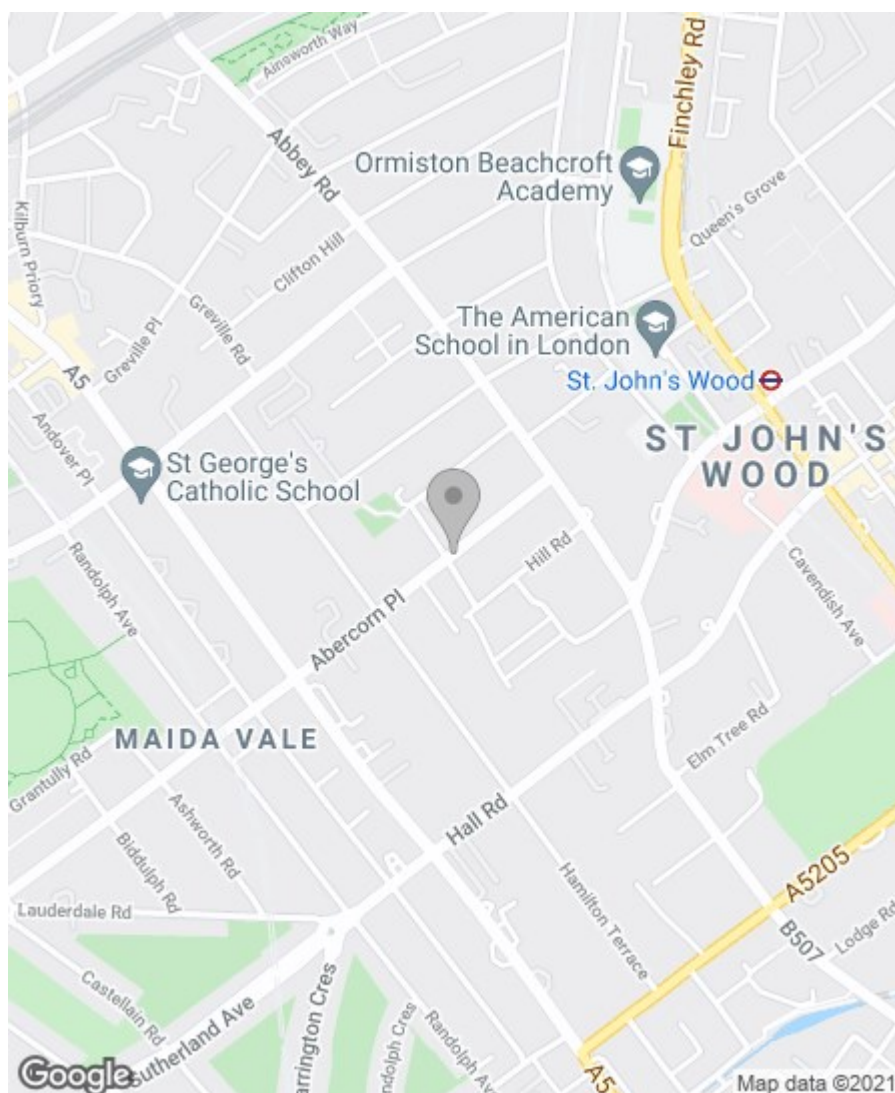 Ainsworth Way
Finchley Rd
Abbey Rd
Ormiston Beachcroft
Academy
Queen's Grove
Kilburn Priory
Clifton Hill
Greville Pl
Greville Rd
The American
School in London
A5
St. John's Wood
Andover Pl
ST JOHN'S
WOOD
St George's
Catholic School
Randolph Ave
Hill Rd
Cavendish Ave
Abercorn Pl
MAIDA VALE
Elm Tree Rd
Grantully Rd
Ashworth Rd
Hall Rd
Biddulph Rd
A5205
Hamilton Terrace
Lauderdale Rd
B507
Lodge Rd
Castellain Rd
Sutherland Ave
arrington Cres
andolph Cres
Randolph Ave
A5
Google
Map data ©2021